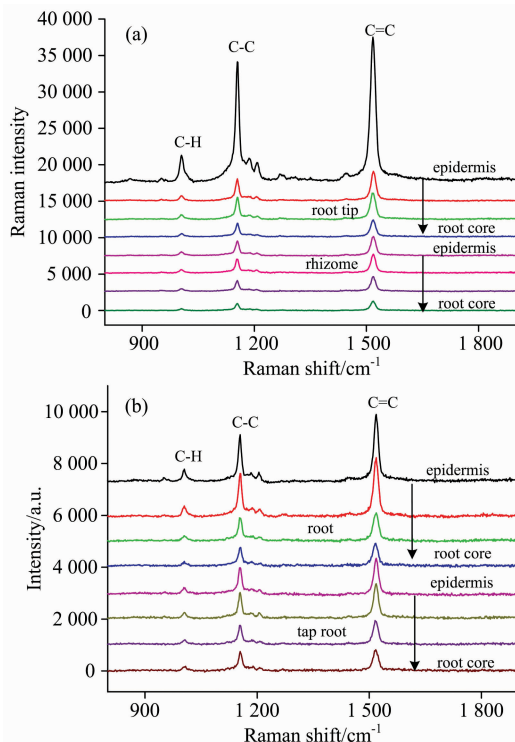 (a)
C=C
C-C
C-H
40 000
35 000
30 000
25 000
20 000
15 000
10 000
5 000
0
Raman intensity
epidermis
root tip
root core
epidermis
rhizome
root core
900
1 200
1 500
1 800
Raman shift/cm-1
(b)
C=C
C-C
C-H
10 000
8 000
6 000
4 000
2 000
0
Intensity/a.u.
epidermis
root
root core
epidermis
tap root
root core
900
1 200
1 500
1 800
Raman shift/cm-1